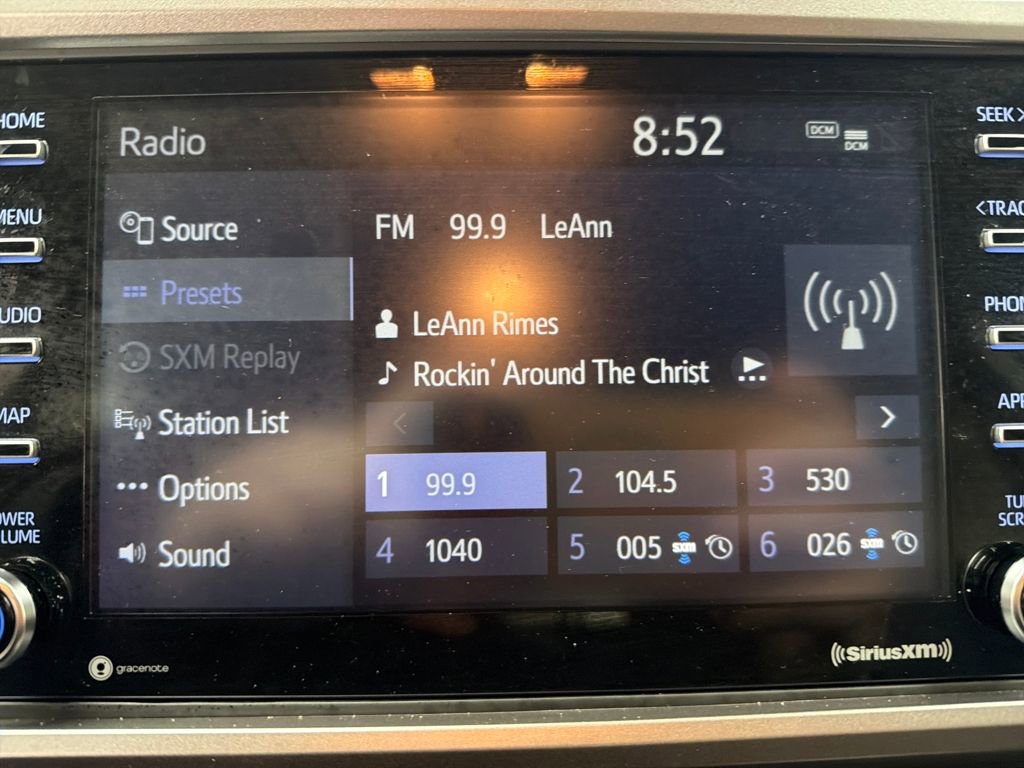 HOME
SEEK >
Radio
8:52
DCM
DCM
MENU
<TRAC
Source
FM 99.9 LeAnn
Presets
UDIO
PHON
LeAnn Rimes
SXM Replay
Rockin' Around The Christ
MAP
APP
Station List
< >
1 99.9
2 104.5
3 530
Options
OWER
LUME
TU
SCR
4 1040
5 005 SXM
6 026 SXM
Sound
gracenote
((SiriusXM))